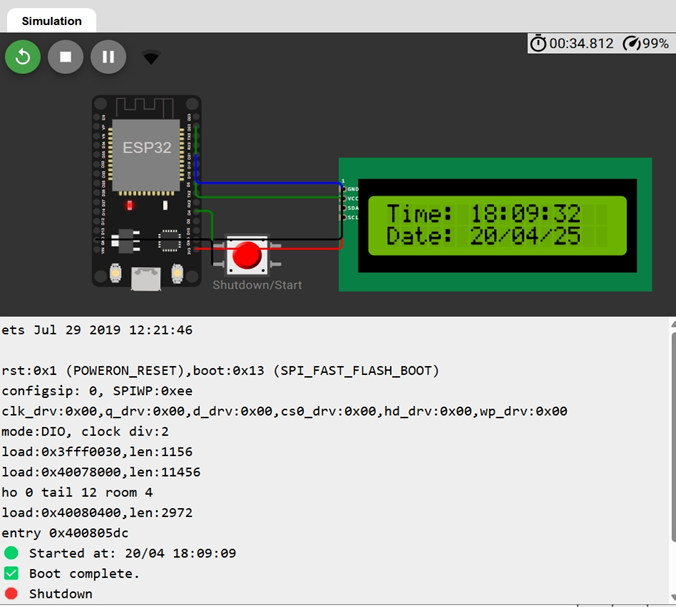 Simulation
00:34.812 99%
ESP32
1
GND
VCC
SDA
SCL
Time: 18:09:32
Date: 20/04/25
Shutdown/Start
ets Jul 29 2019 12:21:46
rst:0x1 (POWERON_RESET),boot:0x13 (SPI_FAST_FLASH_BOOT)
configsip: 0, SPIWP:0xee
clk_drv:0x00,q_drv:0x00,d_drv:0x00,cs0_drv:0x00,hd_drv:0x00,wp_drv:0x00
mode:DIO, clock div:2
load:0x3fff0030,len:1156
load:0x40078000,len:11456
ho 0 tail 12 room 4
load:0x40080400,len:2972
entry 0x400805dc
Started at: 20/04 18:09:09
Boot complete.
Shutdown